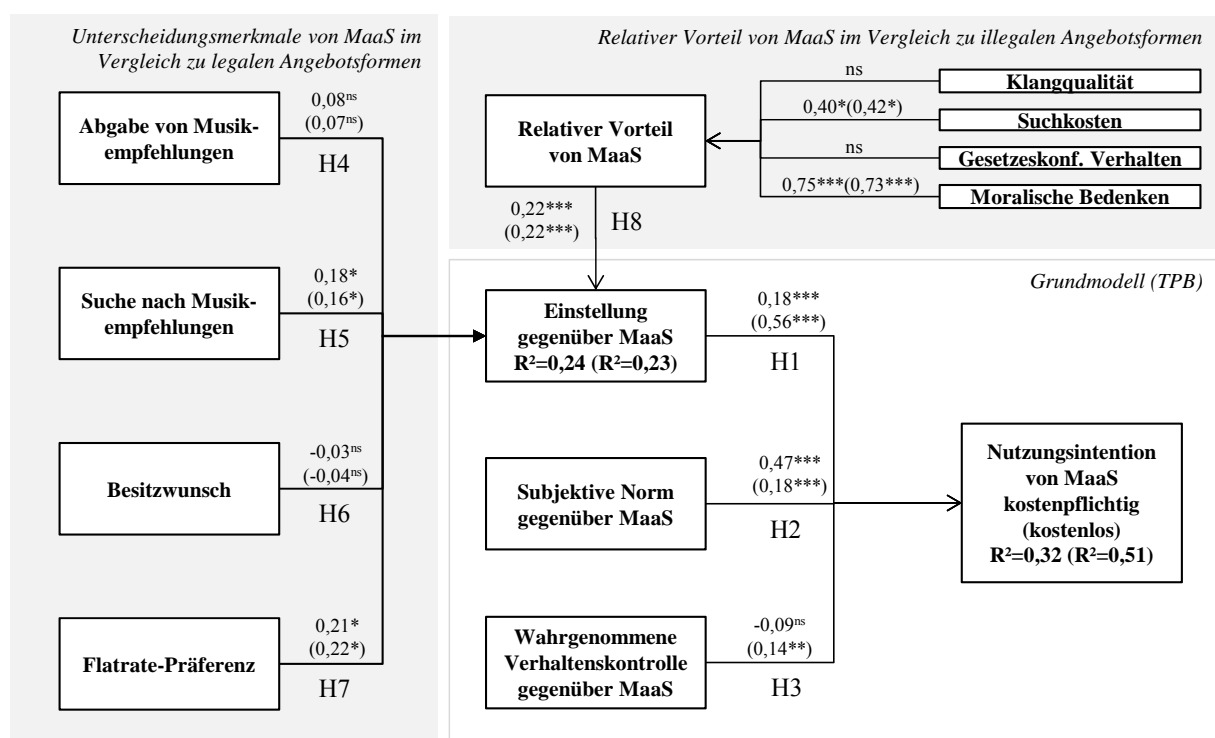 Unterscheidungsmerkmale von MaaS im
Vergleich zu legalen Angebotsformen
Abgabe von Musik-
empfehlungen
0,08ns
(0,07ns)
H4
Suche nach Musik-
empfehlungen
0,18*
(0,16*)
H5
Besitzwunsch
-0,03ns
(-0,04ns)
H6
Flatrate-Präferenz
0,21*
(0,22*)
H7
Relativer Vorteil von MaaS im Vergleich zu illegalen Angebotsformen
Relativer Vorteil
von MaaS
ns
Klangqualität
0,40*(0,42*)
Suchkosten
ns
Gesetzeskonf. Verhalten
0,75***(0,73***)
Moralische Bedenken
0,22***
(0,22***)
H8
Grundmodell (TPB)
Einstellung
gegenüber MaaS
R²=0,24 (R²=0,23)
0,18***
(0,56***)
H1
Subjektive Norm
gegenüber MaaS
0,47***
(0,18***)
H2
Wahrgenommene
Verhaltenskontrolle
gegenüber MaaS
-0,09ns
(0,14**)
H3
Nutzungsintention
von MaaS
kostenpflichtig
(kostenlos)
R²=0,32 (R²=0,51)